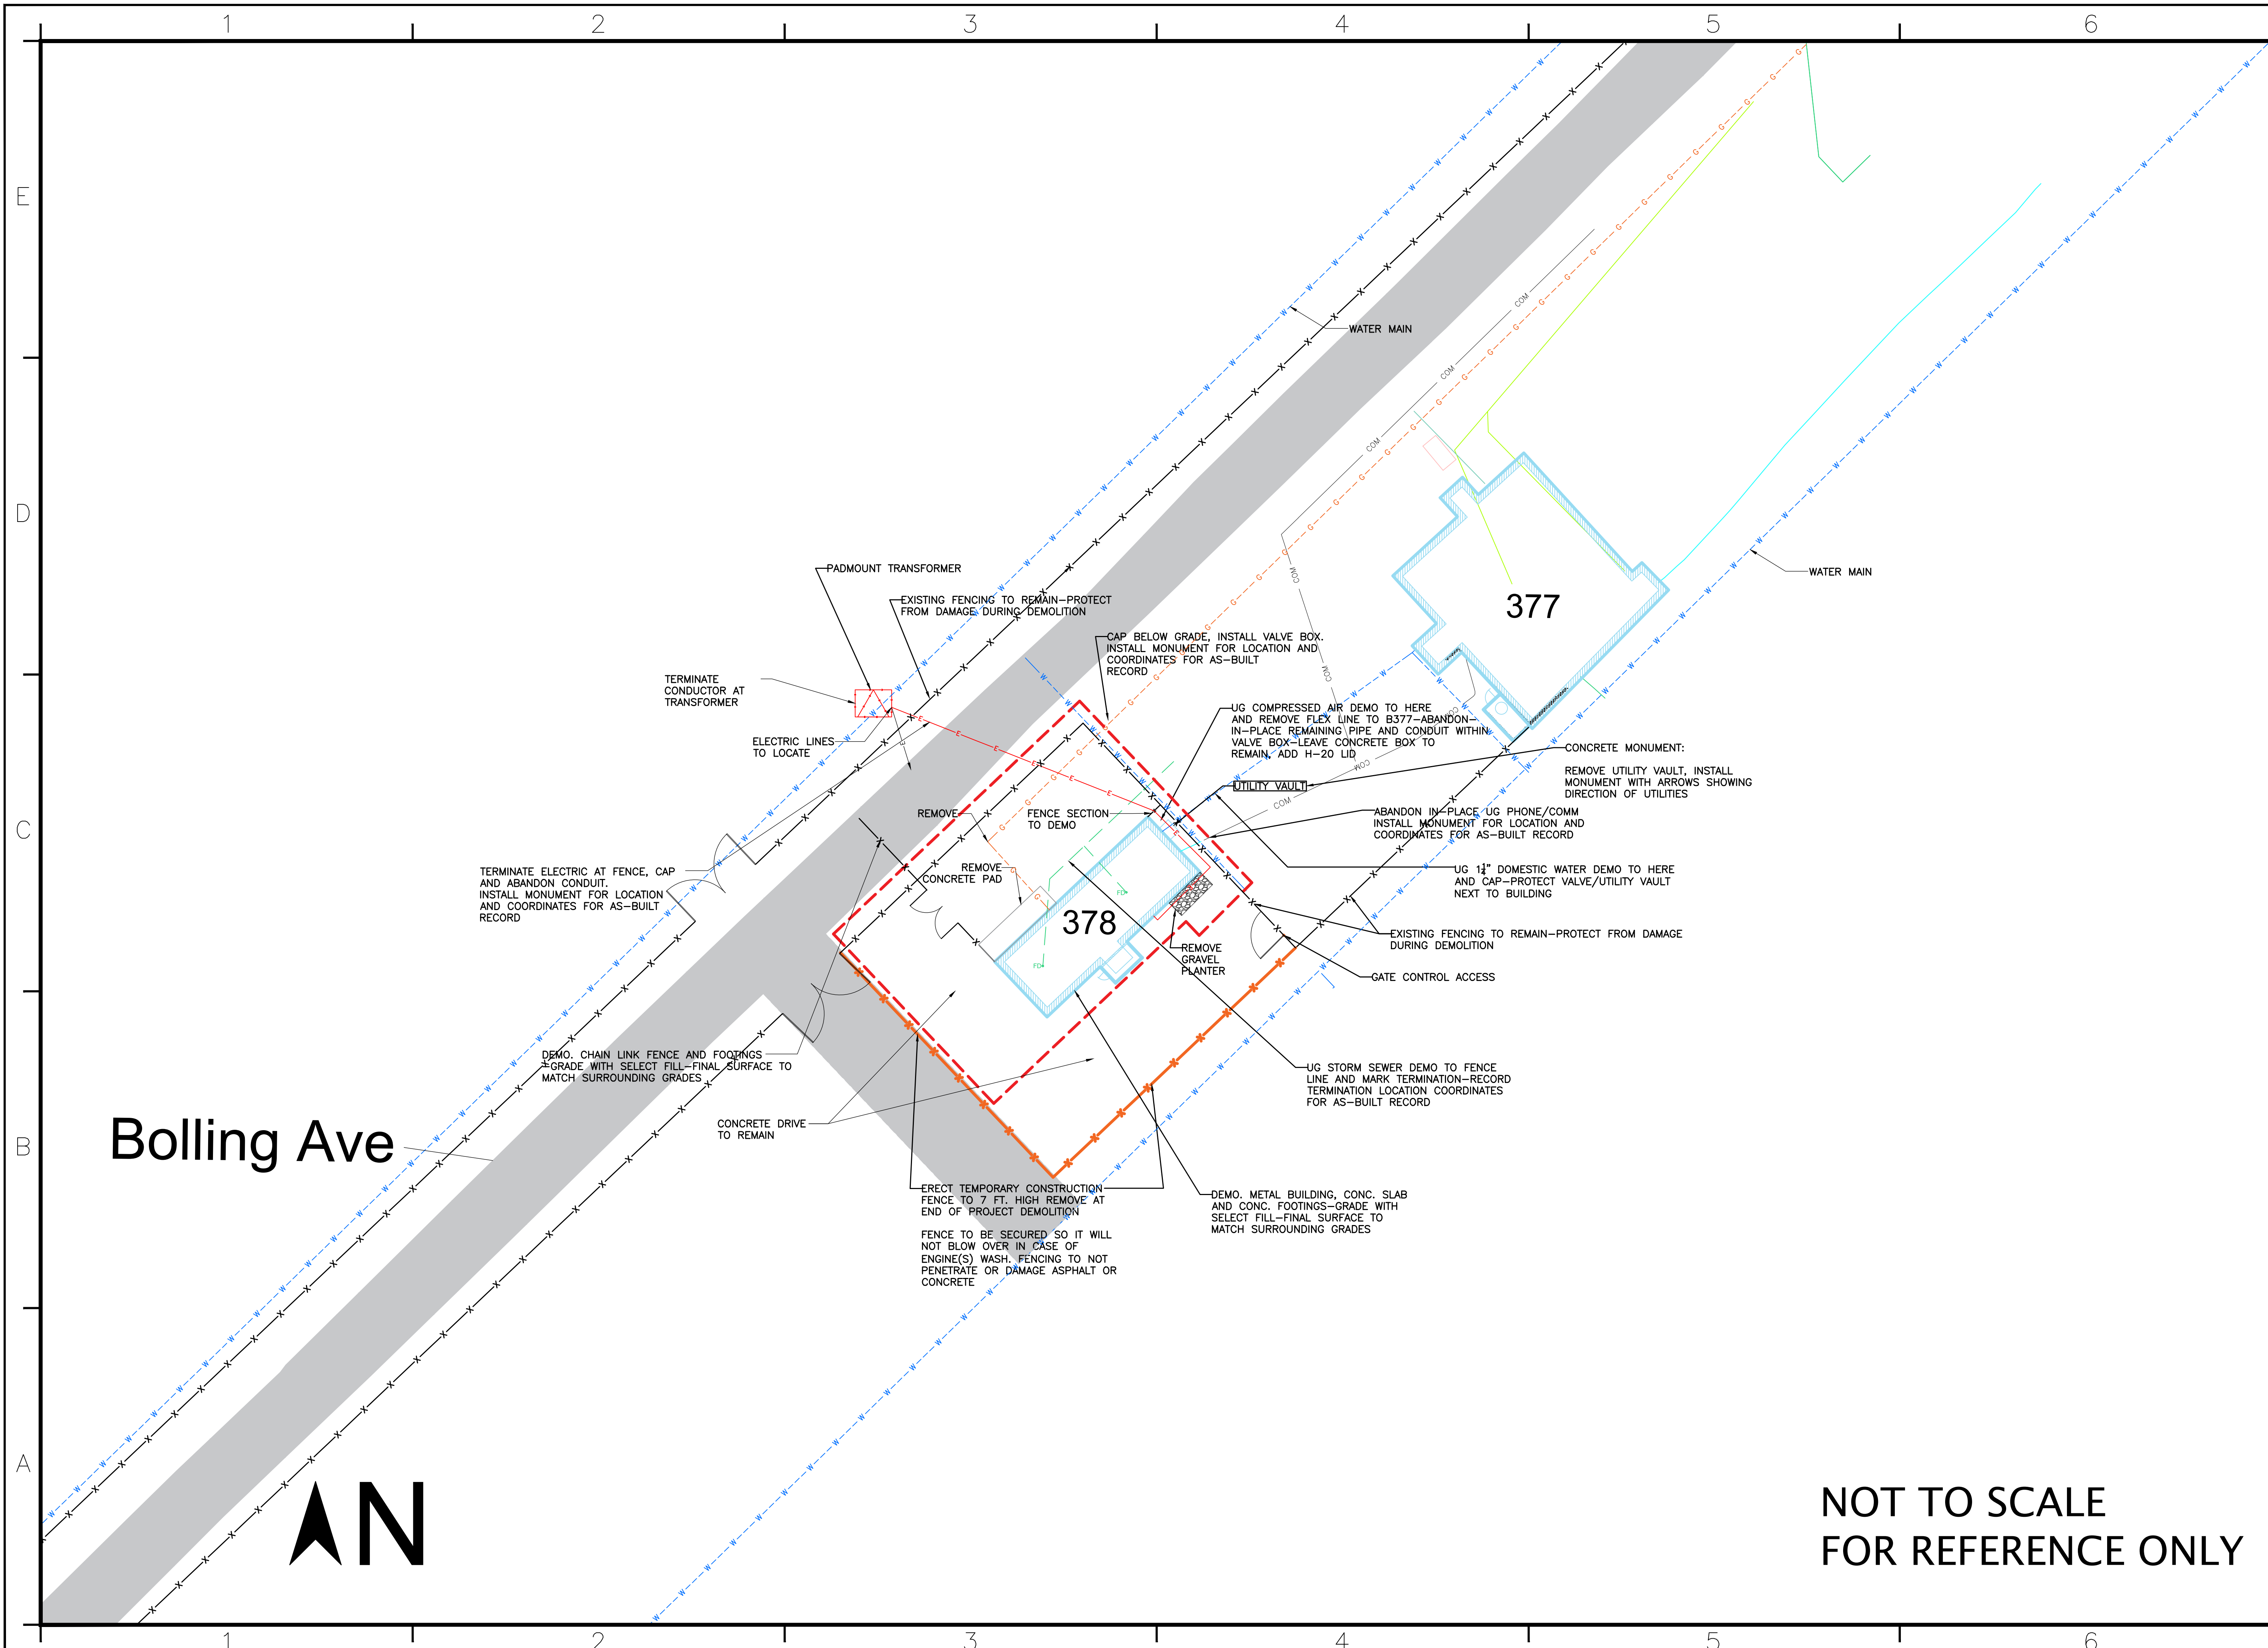 1 2 3 4 5 6
E
D
C
B
A
WATER MAIN
WATER MAIN
377
PADMOUNT TRANSFORMER
EXISTING FENCING TO REMAIN-PROTECT
FROM DAMAGE DURING DEMOLITION
CAP BELOW GRADE, INSTALL VALVE BOX.
INSTALL MONUMENT FOR LOCATION AND
COORDINATES FOR AS-BUILT
RECORD
TERMINATE
CONDUCTOR AT
TRANSFORMER
ELECTRIC LINES
TO LOCATE
UG COMPRESSED AIR DEMO TO HERE
AND REMOVE FLEX LINE TO B377-ABANDON-
IN-PLACE REMAINING PIPE AND CONDUIT WITHIN
VALVE BOX-LEAVE CONCRETE BOX TO
REMAIN, ADD H-20 LID
CONCRETE MONUMENT:
REMOVE UTILITY VAULT, INSTALL
MONUMENT WITH ARROWS SHOWING
DIRECTION OF UTILITIES
UTILITY VAULT
REMOVE
FENCE SECTION
TO DEMO
ABANDON IN-PLACE UG PHONE/COMM
INSTALL MONUMENT FOR LOCATION AND
COORDINATES FOR AS-BUILT RECORD
TERMINATE ELECTRIC AT FENCE, CAP
AND ABANDON CONDUIT.
INSTALL MONUMENT FOR LOCATION
AND COORDINATES FOR AS-BUILT
RECORD
REMOVE
CONCRETE PAD
UG 1½" DOMESTIC WATER DEMO TO HERE
AND CAP-PROTECT VALVE/UTILITY VAULT
NEXT TO BUILDING
FD
378
FD
REMOVE
GRAVEL
PLANTER
EXISTING FENCING TO REMAIN-PROTECT FROM DAMAGE
DURING DEMOLITION
GATE CONTROL ACCESS
DEMO. CHAIN LINK FENCE AND FOOTINGS
-GRADE WITH SELECT FILL-FINAL SURFACE TO
MATCH SURROUNDING GRADES
UG STORM SEWER DEMO TO FENCE
LINE AND MARK TERMINATION-RECORD
TERMINATION LOCATION COORDINATES
FOR AS-BUILT RECORD
CONCRETE DRIVE
TO REMAIN
Bolling Ave
ERECT TEMPORARY CONSTRUCTION
FENCE TO 7 FT. HIGH REMOVE AT
END OF PROJECT DEMOLITION
FENCE TO BE SECURED SO IT WILL
NOT BLOW OVER IN CASE OF
ENGINE(S) WASH. FENCING TO NOT
PENETRATE OR DAMAGE ASPHALT OR
CONCRETE
DEMO. METAL BUILDING, CONC. SLAB
AND CONC. FOOTINGS-GRADE WITH
SELECT FILL-FINAL SURFACE TO
MATCH SURROUNDING GRADES
COM
COM
COM
COM
COM
COM
COM
COM
N
NOT TO SCALE
FOR REFERENCE ONLY
1 2 3 4 5 6